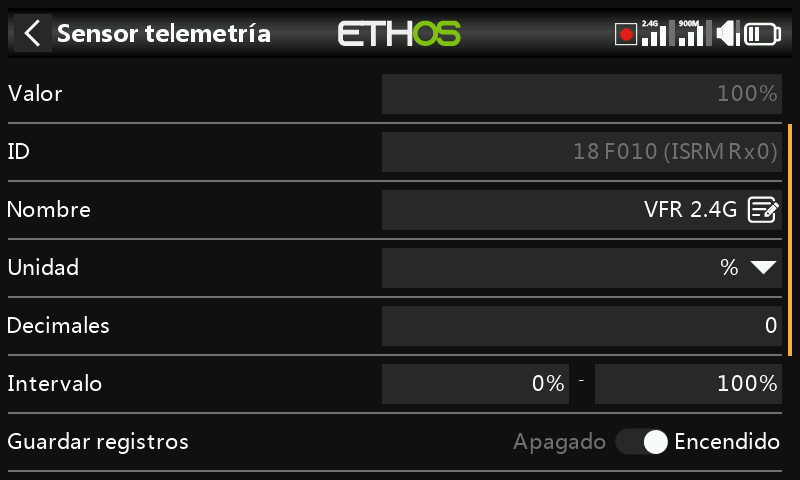 Sensor telemetría ETHOS 2.4G 900M
Valor 100%
ID 18 F010 (ISRM Rx0)
Nombre VFR 2.4G
Unidad %
Decimales 0
Intervalo 0% - 100%
Guardar registros Apagado Encendido